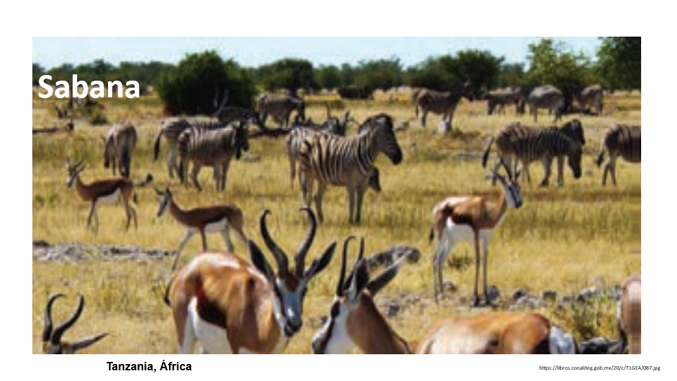 Sabana
Tanzania, África
https://libros.conaliteg.gob.mx/20/c/T1GEA/087.jpg